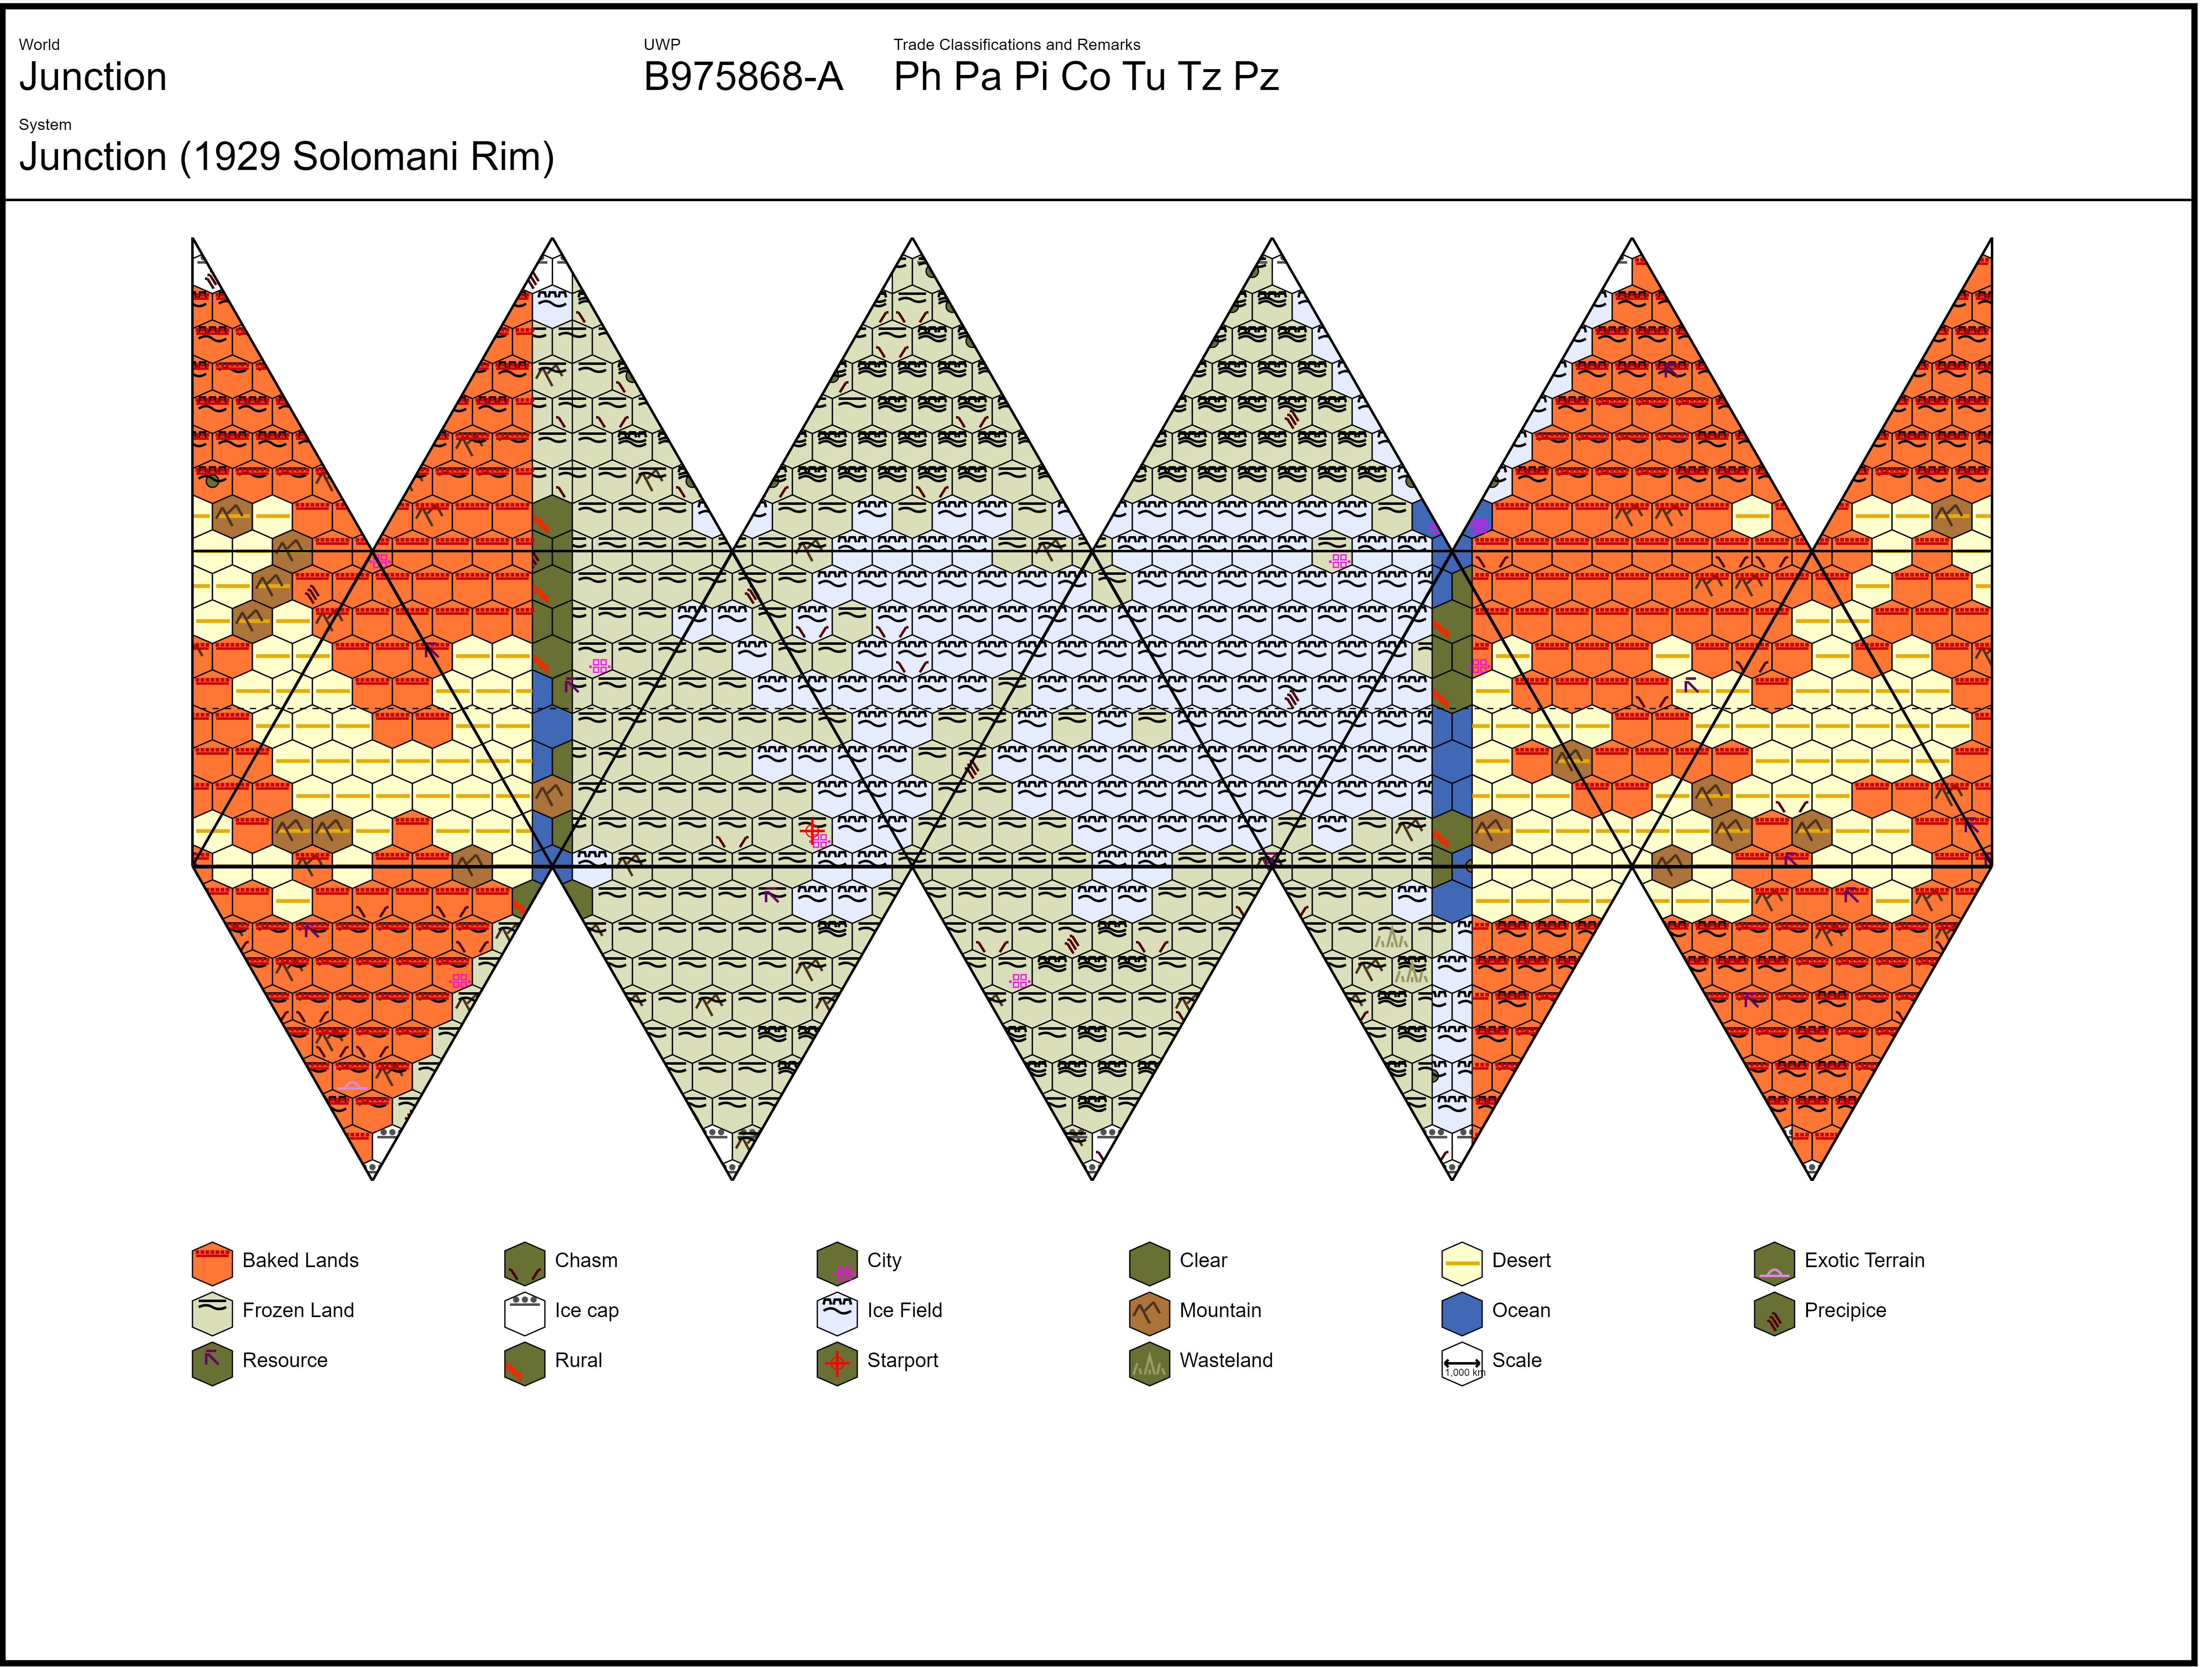 World
UWP
Trade Classifications and Remarks
Junction
B975868-A
Ph Pa Pi Co Tu Tz Pz
System
Junction (1929 Solomani Rim)
Baked Lands
Chasm
City
Clear
Desert
Exotic Terrain
Frozen Land
Ice cap
Ice Field
Mountain
Ocean
Precipice
Resource
Rural
Starport
Wasteland
Scale
1,000 km